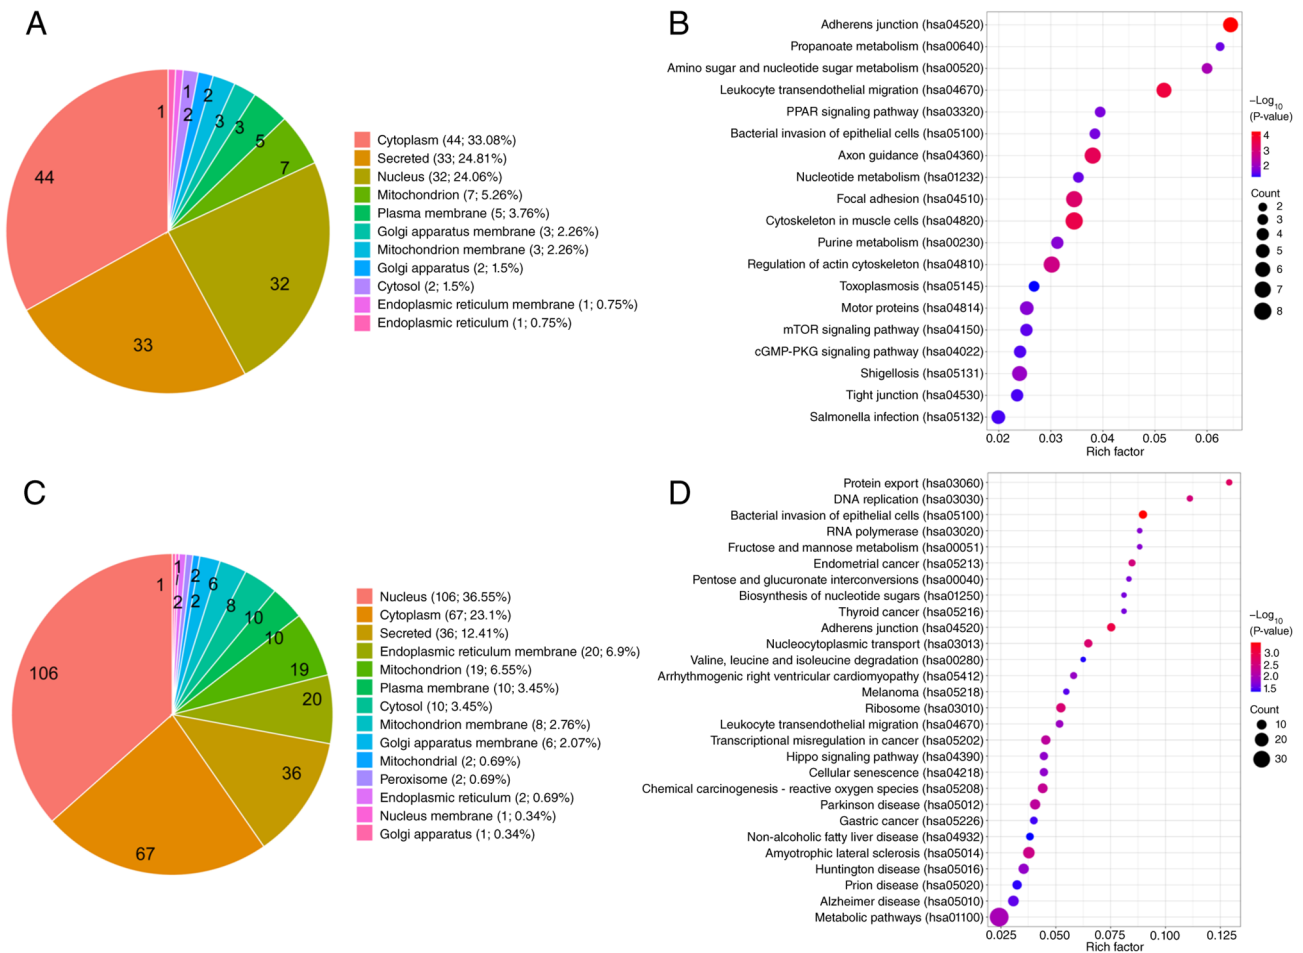 A
1
1
2
2
3
3
5
7
44
32
33
Cytoplasm (44; 33.08%)
Secreted (33; 24.81%)
Nucleus (32; 24.06%)
Mitochondrion (7; 5.26%)
Plasma membrane (5; 3.76%)
Golgi apparatus membrane (3; 2.26%)
Mitochondrion membrane (3; 2.26%)
Golgi apparatus (2; 1.5%)
Cytosol (2; 1.5%)
Endoplasmic reticulum membrane (1; 0.75%)
Endoplasmic reticulum (1; 0.75%)
B
Adherens junction (hsa04520)
Propanoate metabolism (hsa00640)
Amino sugar and nucleotide sugar metabolism (hsa00520)
Leukocyte transendothelial migration (hsa04670)
PPAR signaling pathway (hsa03320)
Bacterial invasion of epithelial cells (hsa05100)
Axon guidance (hsa04360)
Nucleotide metabolism (hsa01232)
Focal adhesion (hsa04510)
Cytoskeleton in muscle cells (hsa04820)
Purine metabolism (hsa00230)
Regulation of actin cytoskeleton (hsa04810)
Toxoplasmosis (hsa05145)
Motor proteins (hsa04814)
mTOR signaling pathway (hsa04150)
cGMP-PKG signaling pathway (hsa04022)
Shigellosis (hsa05131)
Tight junction (hsa04530)
Salmonella infection (hsa05132)
0.02 0.03 0.04 0.05 0.06
Rich factor
−Log10
(P-value)
4
3
2
Count
2
3
4
5
6
7
8
C
1
1
2
2
2
6
8
10
10
19
20
36
67
106
Nucleus (106; 36.55%)
Cytoplasm (67; 23.1%)
Secreted (36; 12.41%)
Endoplasmic reticulum membrane (20; 6.9%)
Mitochondrion (19; 6.55%)
Plasma membrane (10; 3.45%)
Cytosol (10; 3.45%)
Mitochondrion membrane (8; 2.76%)
Golgi apparatus membrane (6; 2.07%)
Mitochondrial (2; 0.69%)
Peroxisome (2; 0.69%)
Endoplasmic reticulum (2; 0.69%)
Nucleus membrane (1; 0.34%)
Golgi apparatus (1; 0.34%)
D
Protein export (hsa03060)
DNA replication (hsa03030)
Bacterial invasion of epithelial cells (hsa05100)
RNA polymerase (hsa03020)
Fructose and mannose metabolism (hsa00051)
Endometrial cancer (hsa05213)
Pentose and glucuronate interconversions (hsa00040)
Biosynthesis of nucleotide sugars (hsa01250)
Thyroid cancer (hsa05216)
Adherens junction (hsa04520)
Nucleocytoplasmic transport (hsa03013)
Valine, leucine and isoleucine degradation (hsa00280)
Arrhythmogenic right ventricular cardiomyopathy (hsa05412)
Melanoma (hsa05218)
Ribosome (hsa03010)
Leukocyte transendothelial migration (hsa04670)
Transcriptional misregulation in cancer (hsa05202)
Hippo signaling pathway (hsa04390)
Cellular senescence (hsa04218)
Chemical carcinogenesis - reactive oxygen species (hsa05208)
Parkinson disease (hsa05012)
Gastric cancer (hsa05226)
Non-alcoholic fatty liver disease (hsa04932)
Amyotrophic lateral sclerosis (hsa05014)
Huntington disease (hsa05016)
Prion disease (hsa05020)
Alzheimer disease (hsa05010)
Metabolic pathways (hsa01100)
0.025 0.050 0.075 0.100 0.125
Rich factor
−Log10
(P-value)
3.0
2.5
2.0
1.5
Count
10
20
30